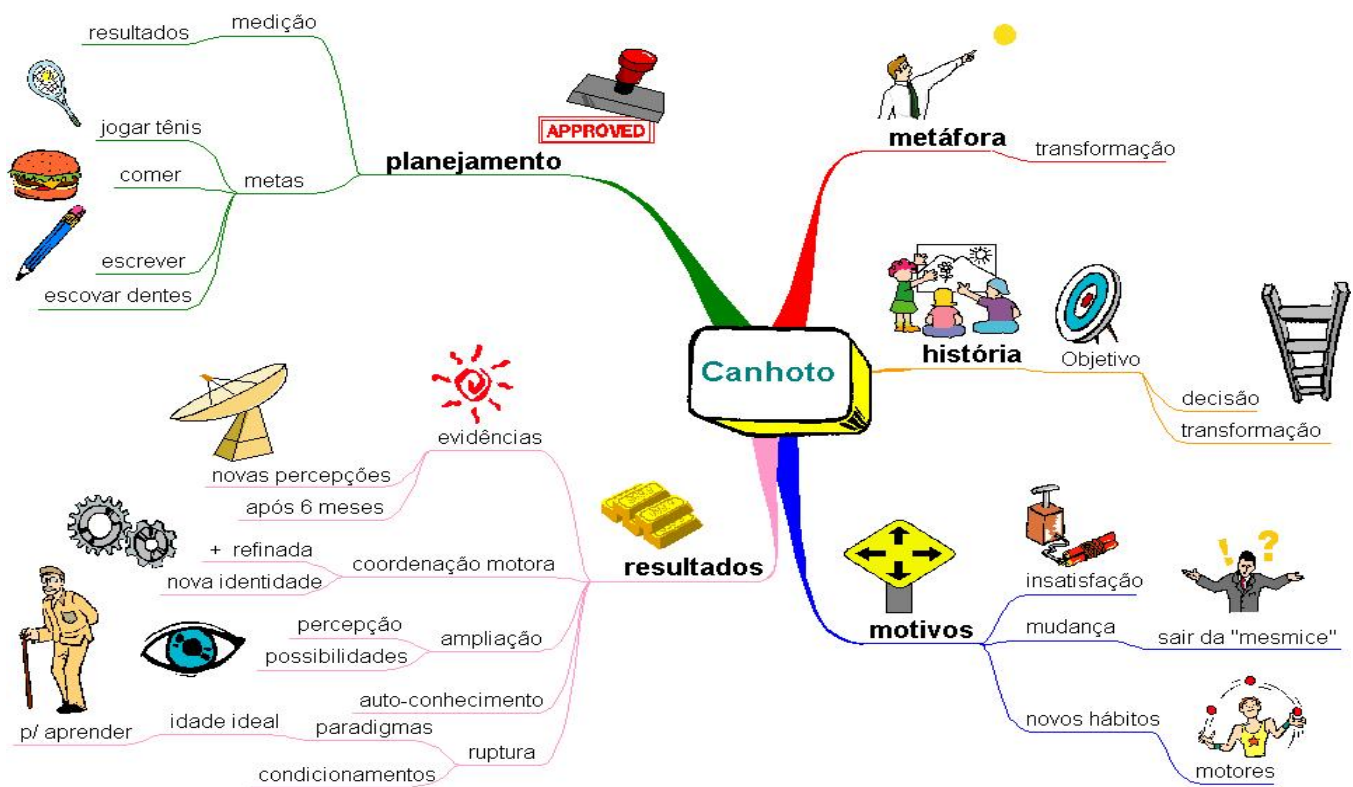 medição
resultados
jogar tênis
comer
metas
escrever
escovar dentes
planejamento
APPROVED
metáfora
transformação
história
Objetivo
decisão
transformação
Canhoto
evidências
novas percepções
após 6 meses
+ refinada
nova identidade
coordenação motora
resultados
percepção
possibilidades
ampliação
auto-conhecimento
paradigmas
idade ideal
p/ aprender
ruptura
condicionamentos
motivos
insatisfação
mudança
sair da "mesmice"
novos hábitos
motores